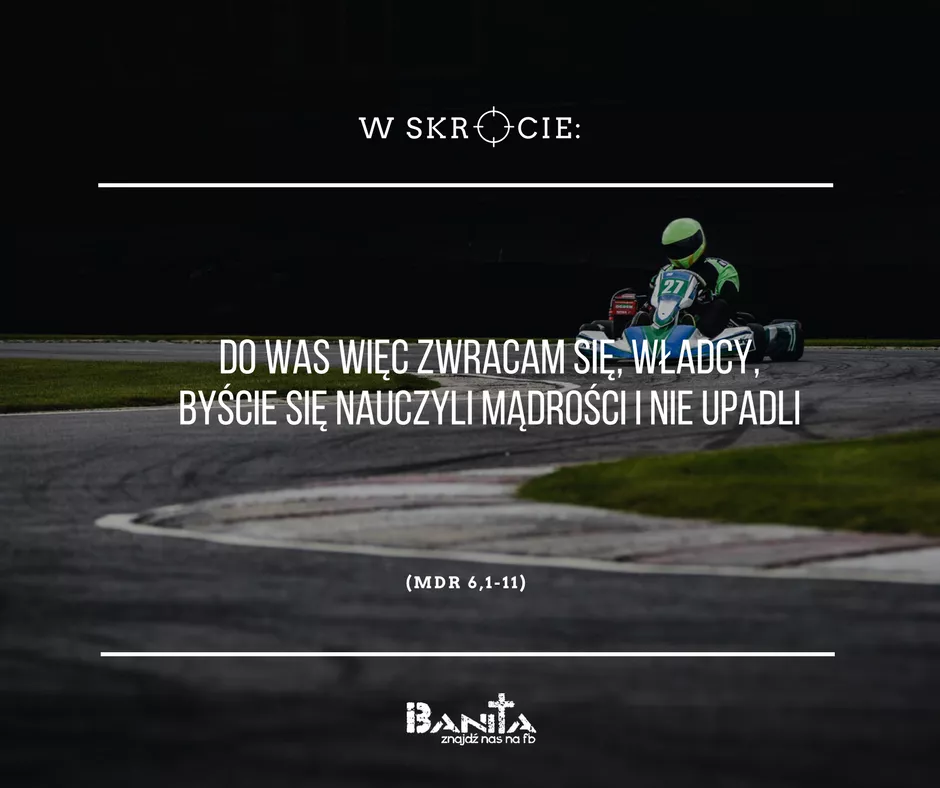 W SKRÓCIE:
27
DO WAS WIĘC ZWRACAM SIĘ, WŁADCY,
BYŚCIE SIĘ NAUCZYLI MĄDROŚCI I NIE UPADLI
(MDR 6,1-11)
BANITA
znajdź nas na fb